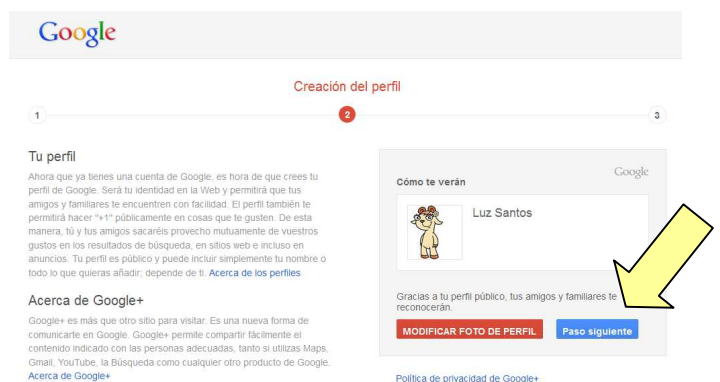 Google
Creación del perfil
1
2
3
Tu perfil
Ahora que ya tienes una cuenta de Google, es hora de que crees tu
perfil de Google. Será tu identidad en la Web y permitirá que tus
amigos y familiares te encuentren con facilidad. El perfil también te
permitirá hacer "+1" públicamente en cosas que te gusten. De esta
manera, tú y tus amigos sacaréis provecho mutuamente de vuestros
gustos en los resultados de búsqueda, en sitios web e incluso en
anuncios. Tu perfil es público y puede incluir simplemente tu nombre o
todo lo que quieras añadir; depende de ti. Acerca de los perfiles
Acerca de Google+
Google+ es más que otro sitio para visitar. Es una nueva forma de
comunicarte en Google. Google+ permite compartir fácilmente el
contenido indicado con las personas adecuadas, tanto si utilizas Maps,
Gmail, YouTube, la Búsqueda como cualquier otro producto de Google.
Acerca de Google+
Google
Cómo te verán
Luz Santos
Gracias a tu perfil público, tus amigos y familiares te
reconocerán.
MODIFICAR FOTO DE PERFIL
Paso siguiente
Política de privacidad de Google+